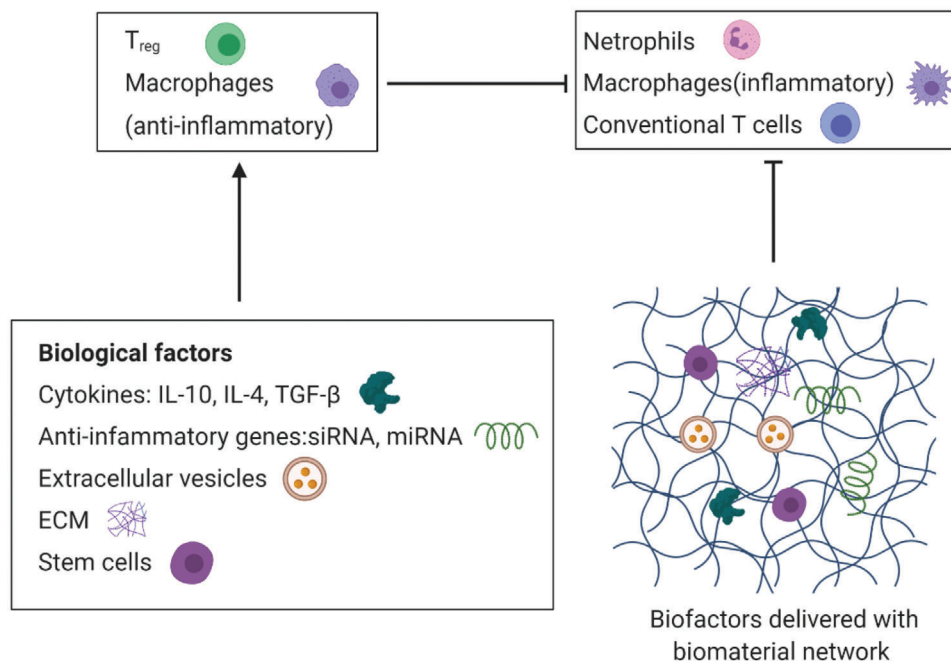 T_reg
Macrophages
(anti-inflammatory)
Netrophils
Macrophages(inflammatory)
Conventional T cells
Biological factors
Cytokines: IL-10, IL-4, TGF-β
Anti-infammatory genes:siRNA, miRNA
Extracellular vesicles
ECM
Stem cells
Biofactors delivered with
biomaterial network